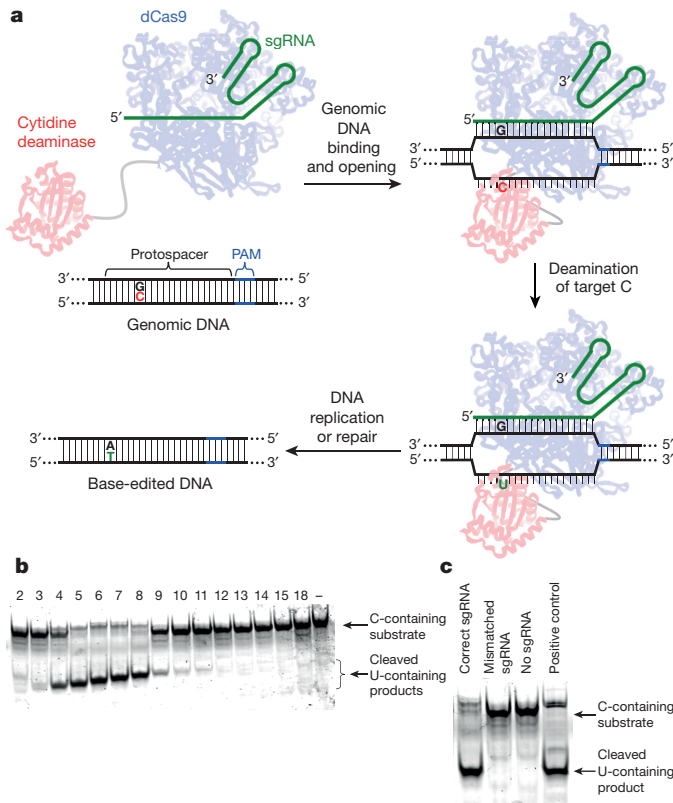 a
dCas9
sgRNA
3′
5′
Cytidine
deaminase
Genomic
DNA
binding
and opening
3′
5′
G
5′
3′
C
Protospacer
PAM
3′
5′
G
C
5′
3′
Genomic DNA
Deamination
of target C
3′
5′
G
5′
3′
U
DNA
replication
or repair
3′
5′
A
T
5′
3′
Base-edited DNA
b
2 3 4 5 6 7 8 9 10 11 12 13 14 15 18 –
C-containing
substrate
Cleaved
U-containing
products
c
Correct sgRNA
Mismatched
sgRNA
No sgRNA
Positive control
C-containing
substrate
Cleaved
U-containing
product